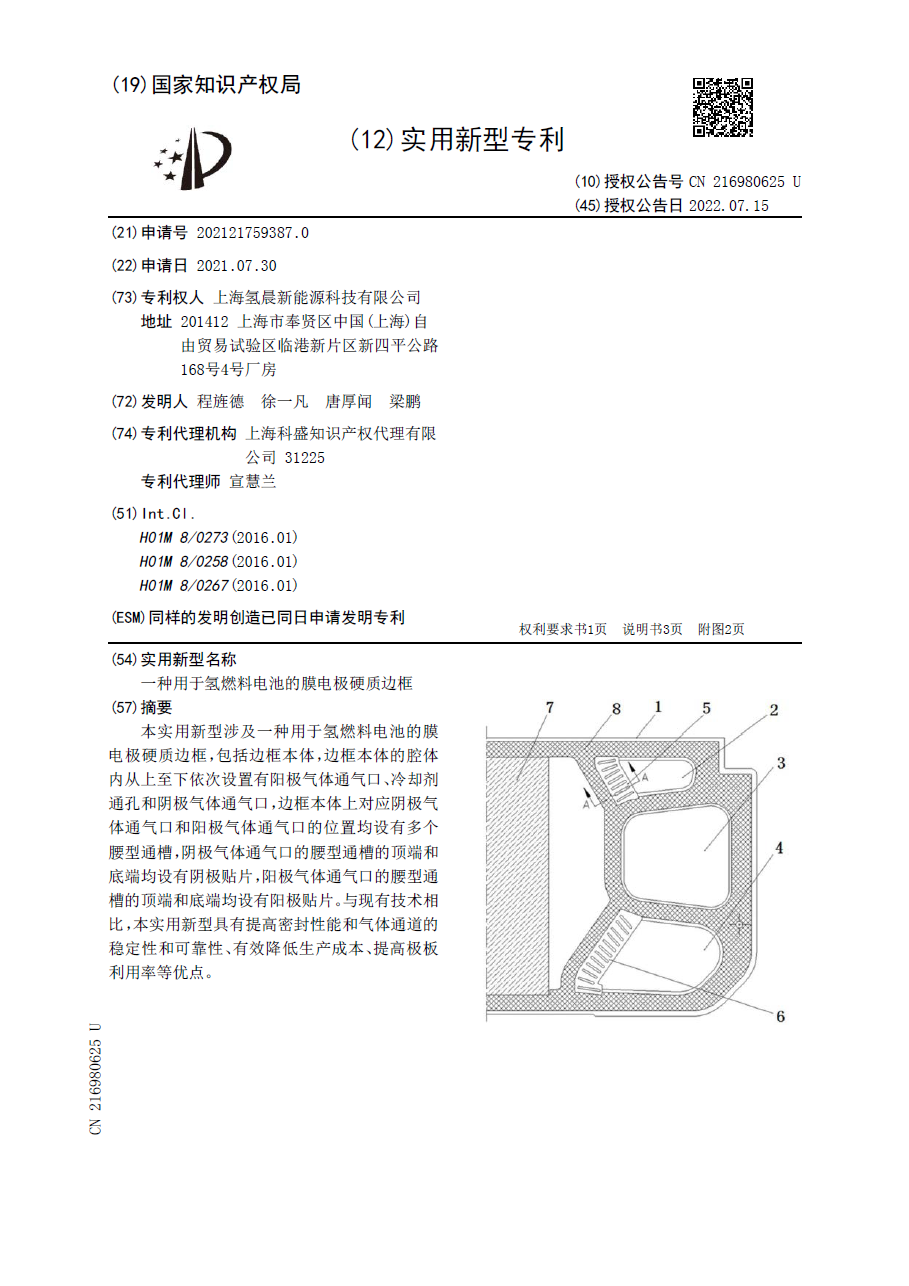 (19)国家知识产权局
(12)实用新型专利
(10)授权公告号 CN 216980625 U
(45)授权公告日 2022.07.15
(21)申请号 202121759387.0
(22)申请日 2021.07.30
(73)专利权人 上海氢晨新能源科技有限公司
地址 201412 上海市奉贤区中国(上海)自
由贸易试验区临港新片区新四平公路
168号4号厂房
(72)发明人 程旌德 徐一凡 唐厚闻 梁鹏
(74)专利代理机构 上海科盛知识产权代理有限
公司 31225
专利代理师 宣慧兰
(51)Int.Cl.
H01M 8/0273(2016.01)
H01M 8/0258(2016.01)
H01M 8/0267(2016.01)
(ESM)同样的发明创造已同日申请发明专利
权利要求书1页 说明书3页 附图2页
(54)实用新型名称
一种用于氢燃料电池的膜电极硬质边框
(57)摘要
本实用新型涉及一种用于氢燃料电池的膜
电极硬质边框,包括边框本体,边框本体的腔体
内从上至下依次设置有阳极气体通气口、冷却剂
通孔和阴极气体通气口,边框本体上对应阴极气
体通气口和阳极气体通气口的位置均设有多个
腰型通槽,阴极气体通气口的腰型通槽的顶端和
底端均设有阴极贴片,阳极气体通气口的腰型通
槽的顶端和底端均设有阳极贴片。与现有技术相
比,本实用新型具有提高密封性能和气体通道的
稳定性和可靠性、有效降低生产成本、提高极板
利用率等优点。
7 8 1 5 2
A
A
3
4
6
CN 216980625 U